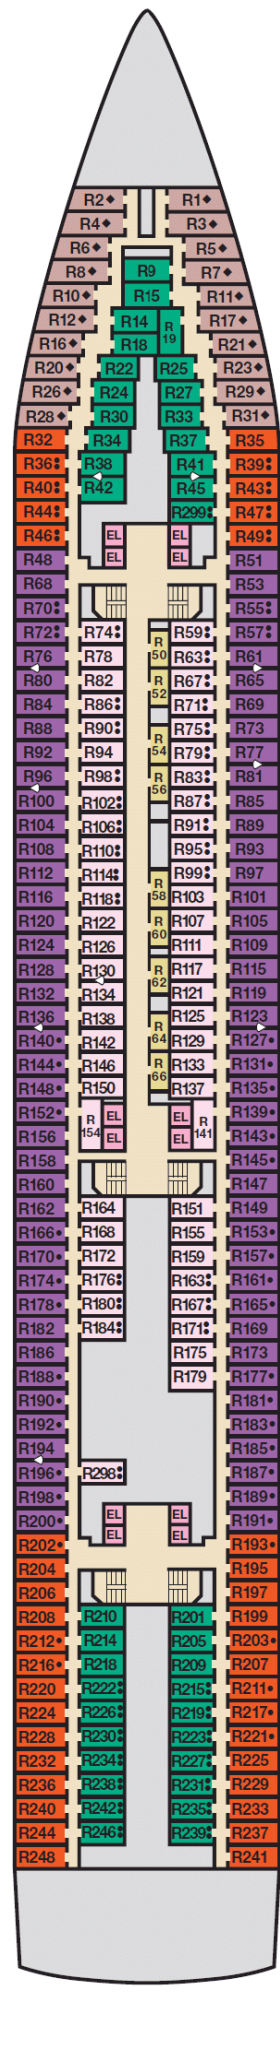 R2◆ R1◆
R4◆ R3◆
R6◆ R5◆
R8◆ R9 R7◆
R10◆ R15 R11◆
R12◆ R14 R 19 R17◆
R16◆ R18 R21◆
R20◆ R22 R25 R23◆
R26◆ R24 R27 R29◆
R28◆ R30 R33 R31◆
R32 R34 R37 R35
R36 R38 R41 R39
R40 R42 R45 R43
R44 R299 R47
R46 EL EL R49
R48 EL EL R51
R68 R53
R70 R55
R72 R74 R 50 R59 R57
R76 R78 R63 R61
R80 R82 R 52 R67 R65
R84 R86 R71 R69
R88 R90 R 54 R75 R73
R92 R94 R79 R77
R96 R98 R 56 R83 R81
R100 R102 R87 R85
R104 R106 R91 R89
R108 R110 R95 R93
R112 R114 R99 R97
R116 R118 R 58 R103 R101
R120 R122 R 60 R107 R105
R124 R126 R111 R109
R128 R130 R 62 R117 R115
R132 R134 R121 R119
R136 R138 R 64 R125 R123
R140• R142 R129 R127•
R144• R146 R 66 R133 R131•
R148• R150 R137 R135•
R152• R 154 EL EL R 141 R139•
R156 EL EL R143•
R158 R145•
R160 R147
R162 R164 R151 R149
R166• R168 R155 R153•
R170• R172 R159 R157•
R174• R176 R163 R161•
R178• R180 R167 R165•
R182 R184 R171 R169
R186 R175 R173
R188• R179 R177•
R190• R181•
R192• R183•
R194 R185•
R196• R298 R187•
R198• R189•
R200• EL EL R191•
R202• EL EL R193•
R204 R195
R206 R197
R208 R210 R201 R199
R212• R214 R205 R203•
R216• R218 R209 R207
R220 R222 R215 R211•
R224 R226 R219 R217•
R228 R230 R223 R221•
R232 R234 R227 R225
R236 R238 R231 R229
R240 R242 R235 R233
R244 R246 R239 R237
R248 R241